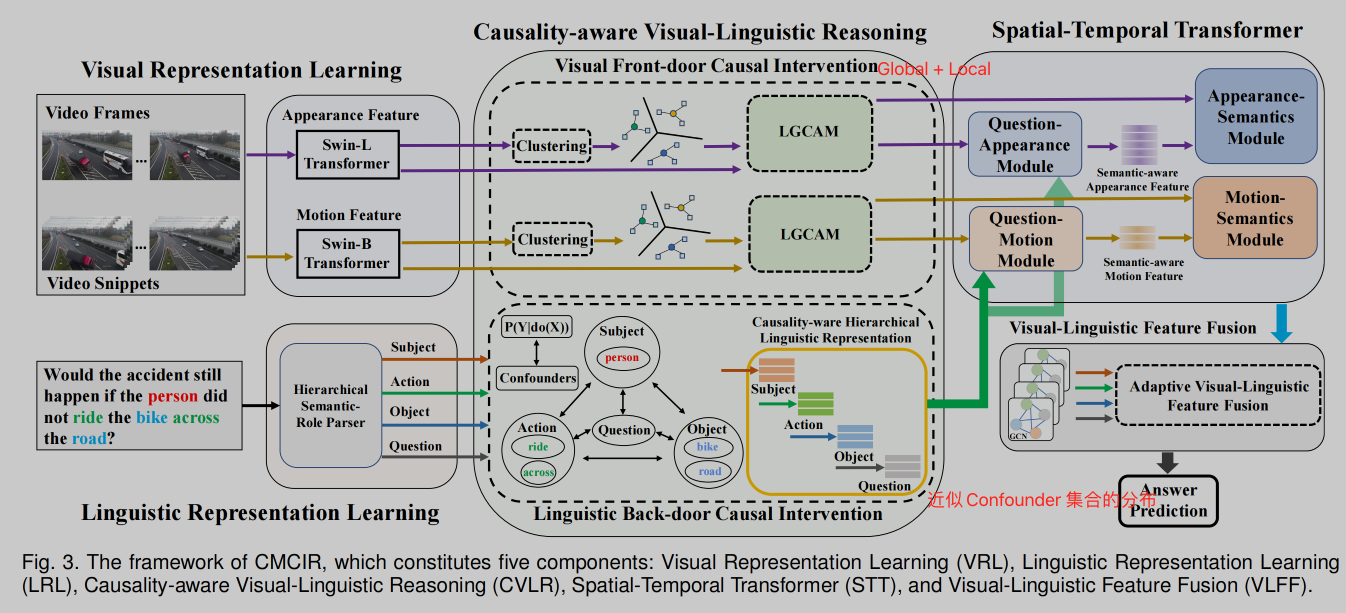 Causality-aware Visual-Linguistic Reasoning
Spatial-Temporal Transformer
Visual Representation Learning
Visual Front-door Causal Intervention
Global + Local
Video Frames
...
Video Snippets
...
Appearance Feature
Swin-L
Transformer
Motion Feature
Swin-B
Transformer
Clustering
LGCAM
Clustering
LGCAM
Question-
Appearance
Module
Semantic-aware
Appearance Feature
Appearance-
Semantics
Module
Question-
Motion
Module
Semantic-aware
Motion Feature
Motion-
Semantics
Module
Would the accident still
happen if the person did
not ride the bike across
the road?
Hierarchical
Semantic-
Role Parser
Subject
Action
Object
Question
P(Y|do(X))
Confounders
Subject
person
Action
ride
across
Question
Object
bike
road
Causality-ware Hierarchical
Linguistic Representation
Subject
Action
Object
Question
Linguistic Back-door Causal Intervention
Linguistic Representation Learning
近似 Confounder 集合的分布
Visual-Linguistic Feature Fusion
GCN
Adaptive Visual-Linguistic
Feature Fusion
Answer
Prediction
Fig. 3. The framework of CMCIR, which constitutes five components: Visual Representation Learning (VRL), Linguistic Representation Learning
(LRL), Causality-aware Visual-Linguistic Reasoning (CVLR), Spatial-Temporal Transformer (STT), and Visual-Linguistic Feature Fusion (VLFF).